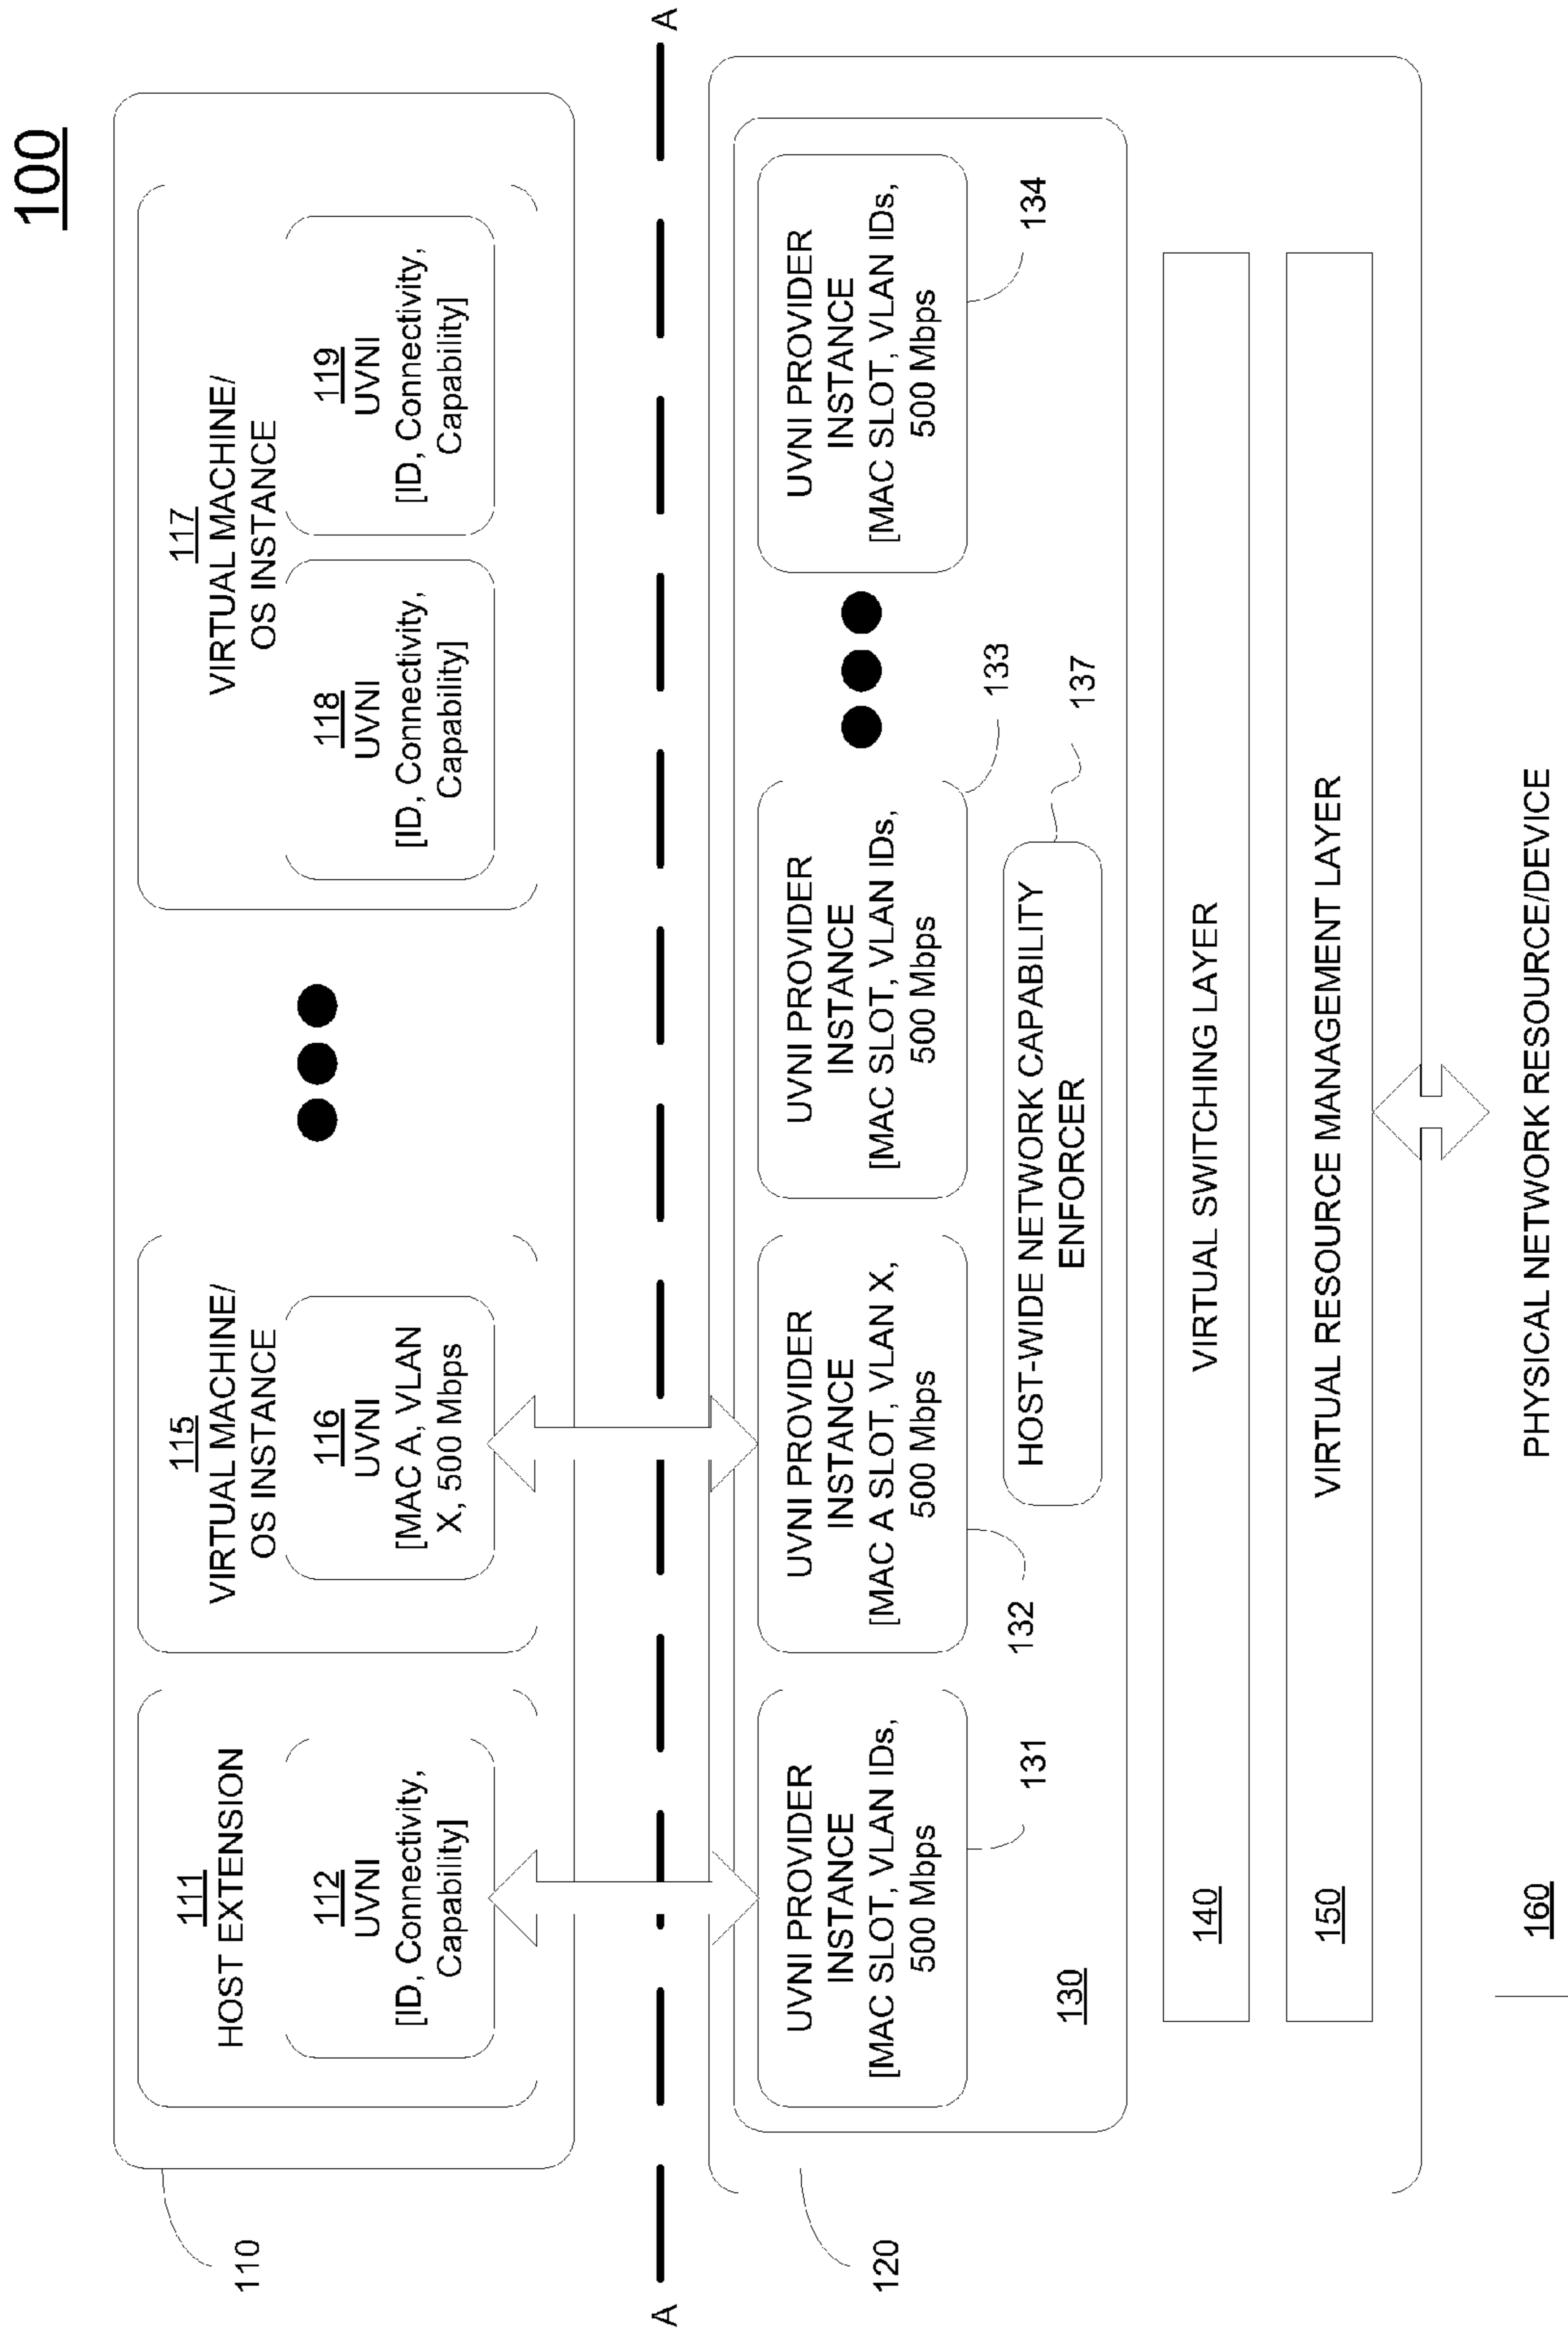 100
110
111
HOST EXTENSION
112
UVNI
[ID, Connectivity,
Capability]
115
VIRTUAL MACHINE/
OS INSTANCE
116
UVNI
[MAC A, VLAN
X, 500 Mbps
117
VIRTUAL MACHINE/
OS INSTANCE
118
UVNI
[ID, Connectivity,
Capability]
119
UVNI
[ID, Connectivity,
Capability]
A
A
120
UVNI PROVIDER
INSTANCE
[MAC SLOT, VLAN IDs,
500 Mbps
131
UVNI PROVIDER
INSTANCE
[MAC A SLOT, VLAN X,
500 Mbps
132
UVNI PROVIDER
INSTANCE
[MAC SLOT, VLAN IDs,
500 Mbps
133
UVNI PROVIDER
INSTANCE
[MAC SLOT, VLAN IDs,
500 Mbps
134
130
HOST-WIDE NETWORK CAPABILITY
ENFORCER
137
140
VIRTUAL SWITCHING LAYER
150
VIRTUAL RESOURCE MANAGEMENT LAYER
160
PHYSICAL NETWORK RESOURCE/DEVICE